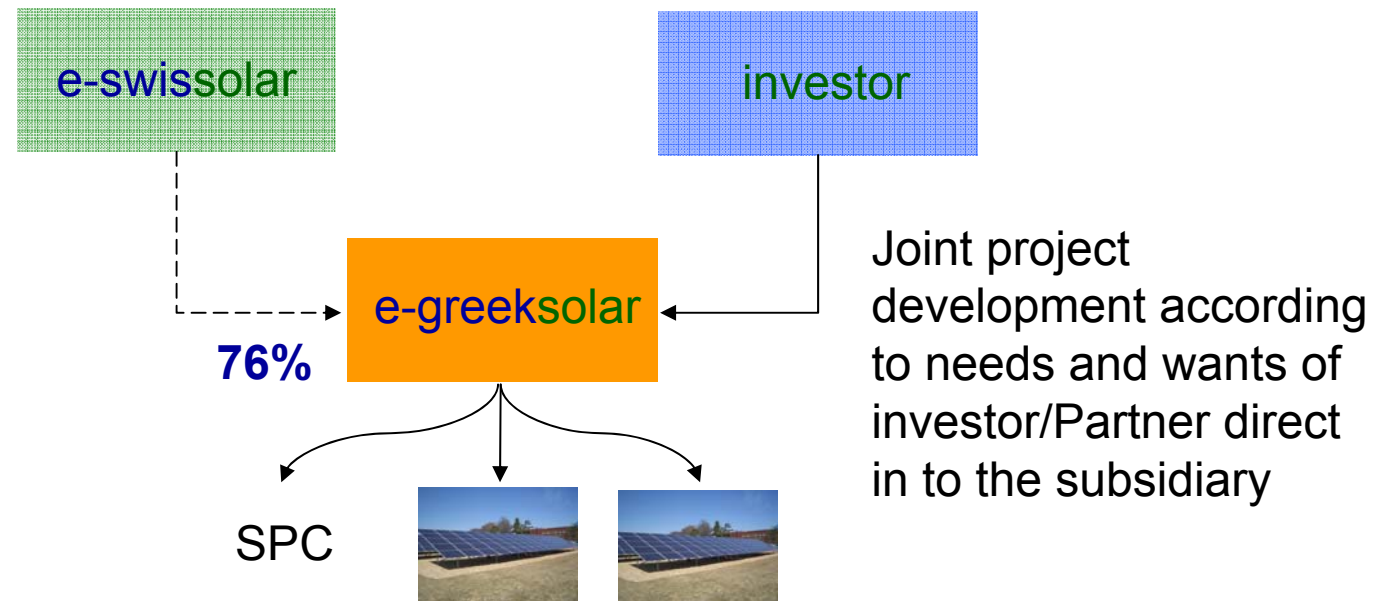 e-swissolar
investor
e-greeksolar
76%
Joint project
development according
to needs and wants of
investor/Partner direct
in to the subsidiary
SPC